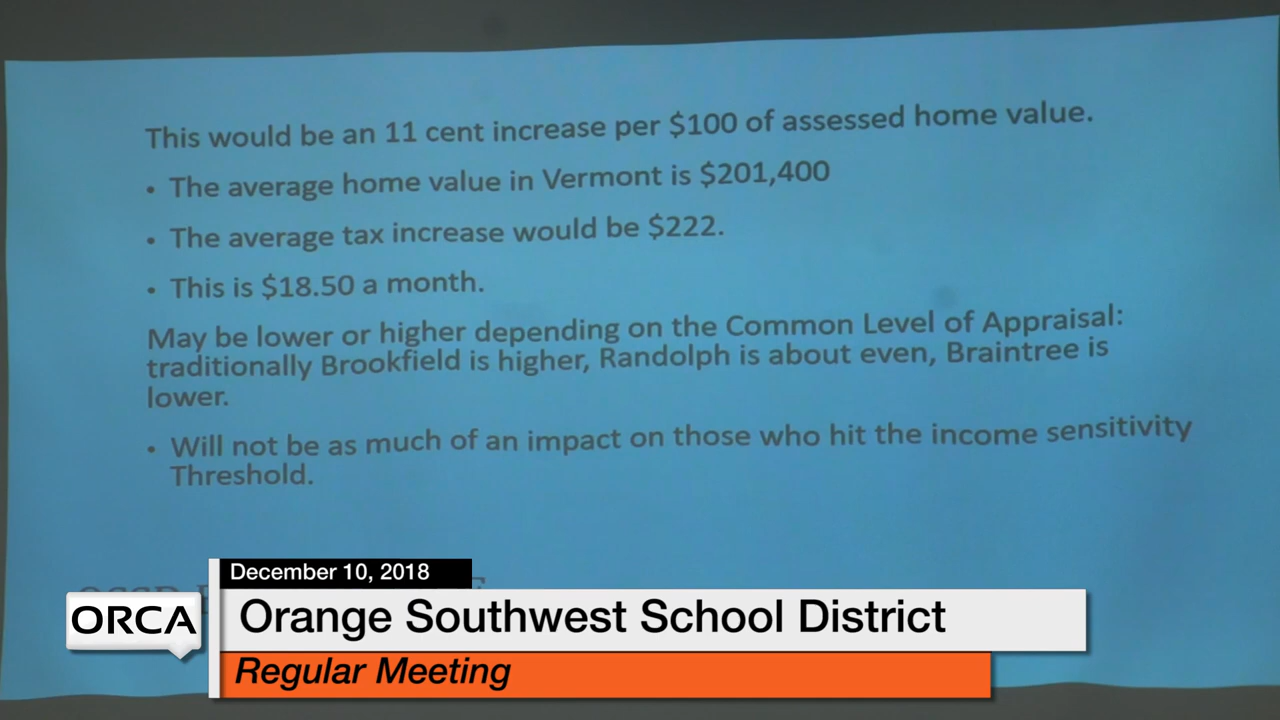 This would be an 11 cent increase per $100 of assessed home value.
• The average home value in Vermont is $201,400
• The average tax increase would be $222.
• This is $18.50 a month.
May be lower or higher depending on the Common Level of Appraisal:
traditionally Brookfield is higher, Randolph is about even, Braintree is
lower.
• Will not be as much of an impact on those who hit the income sensitivity
Threshold.
December 10, 2018
ORCA
Orange Southwest School District
Regular Meeting